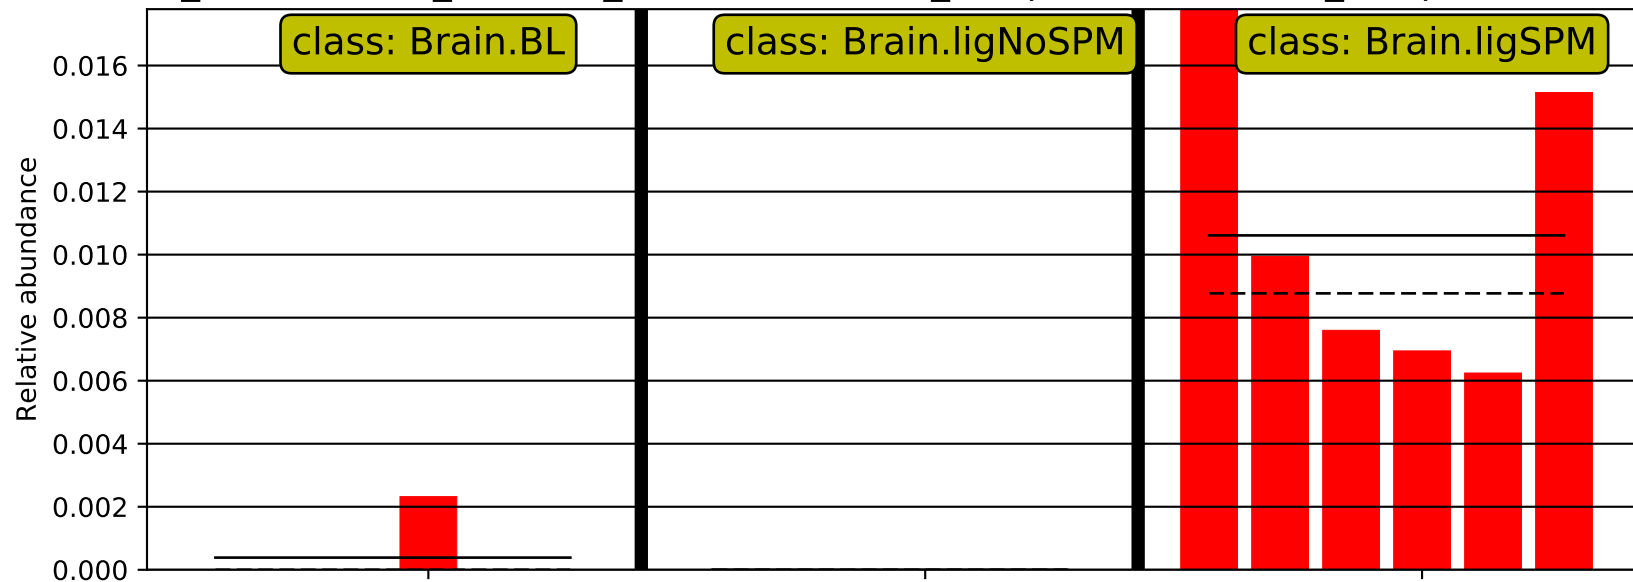 class: Brain.BL
class: Brain.ligNoSPM
class: Brain.ligSPM
0.016
0.014
0.012
0.010
0.008
0.006
0.004
0.002
0.000
Relative abundance